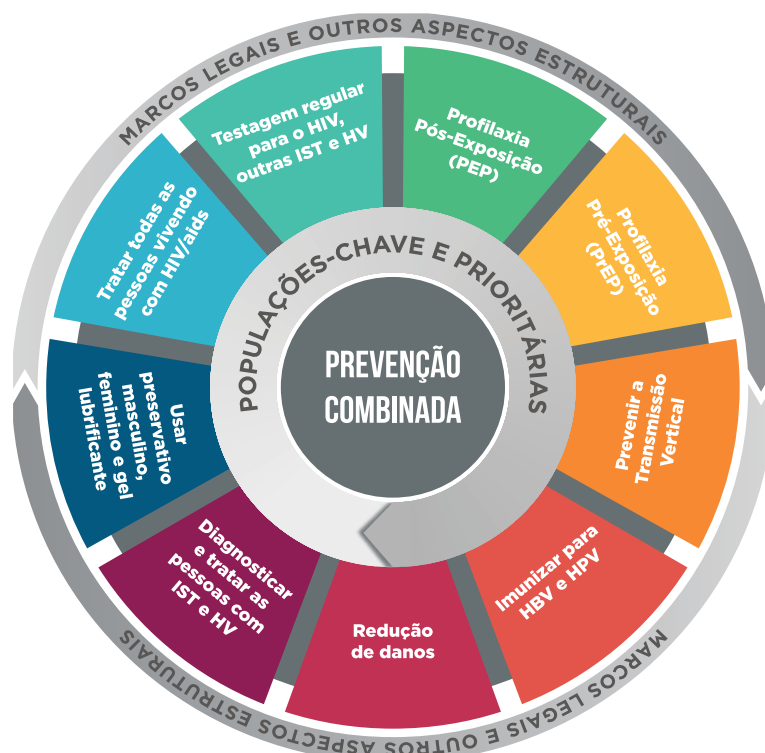 MARCOS LEGAIS E OUTROS ASPECTOS ESTRUTURAIS
Testagem regular
para o HIV,
outras IST e HV
Profilaxia
Pós-Exposição
(PEP)
Profilaxia
Pré-Exposição
(PrEP)
Prevenir a
Transmissão
Vertical
Imunizar para
HBV e HPV
Redução
de danos
Diagnosticar
e tratar as
pessoas com
IST e HV
Usar
preservativo
masculino,
feminino e gel
lubrificante
Tratar todas as
pessoas vivendo
com HIV/aids
POPULAÇÕES-CHAVE E PRIORITÁRIAS
PREVENÇÃO
COMBINADA
MARCOS LEGAIS E OUTROS ASPECTOS ESTRUTURAIS